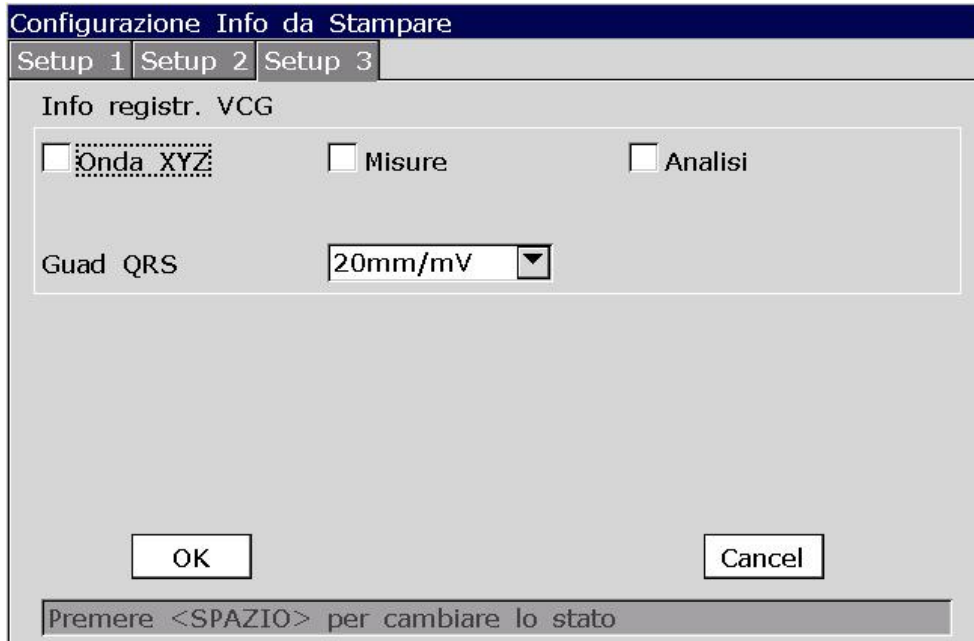 Configurazione Info da Stampare
Setup 1 Setup 2 Setup 3
Info registr. VCG
Onda XYZ Misure Analisi
Guad QRS 20mm/mV
OK Cancel
Premere <SPAZIO> per cambiare lo stato